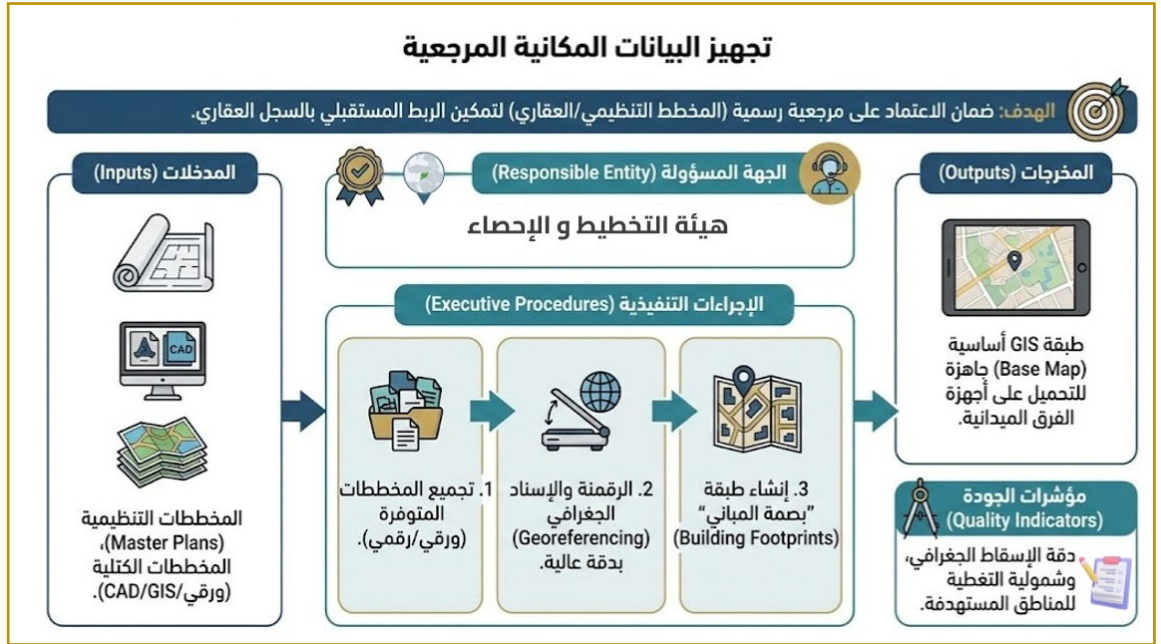 تجهيز البيانات المكانية المرجعية
الهدف: ضمان الاعتماد على مرجعية رسمية (المخطط التنظيمي/العقاري) لتمكين الربط المستقبلي بالسجل العقاري.
المدخلات (Inputs)
CAD
المخططات التنظيمية
(Master Plans)،
المخططات الكتلية
(ورقي/CAD/GIS).
الجهة المسؤولة (Responsible Entity)
هيئة التخطيط و الإحصاء
الإجراءات التنفيذية (Executive Procedures)
1. تجميع المخططات
المتوفرة
(ورقي/رقمي).
2. الرقمنة والإسناد
الجغرافي
(Georeferencing)
بدقة عالية.
3. إنشاء طبقة
"بصمة المباني"
(Building Footprints)
المخرجات (Outputs)
طبقة GIS أساسية
(Base Map) جاهزة
للتحميل على أجهزة
الفرق الميدانية.
مؤشرات الجودة
(Quality Indicators)
دقة الإسقاط الجغرافي،
وشمولية التغطية
للمناطق المستهدفة.